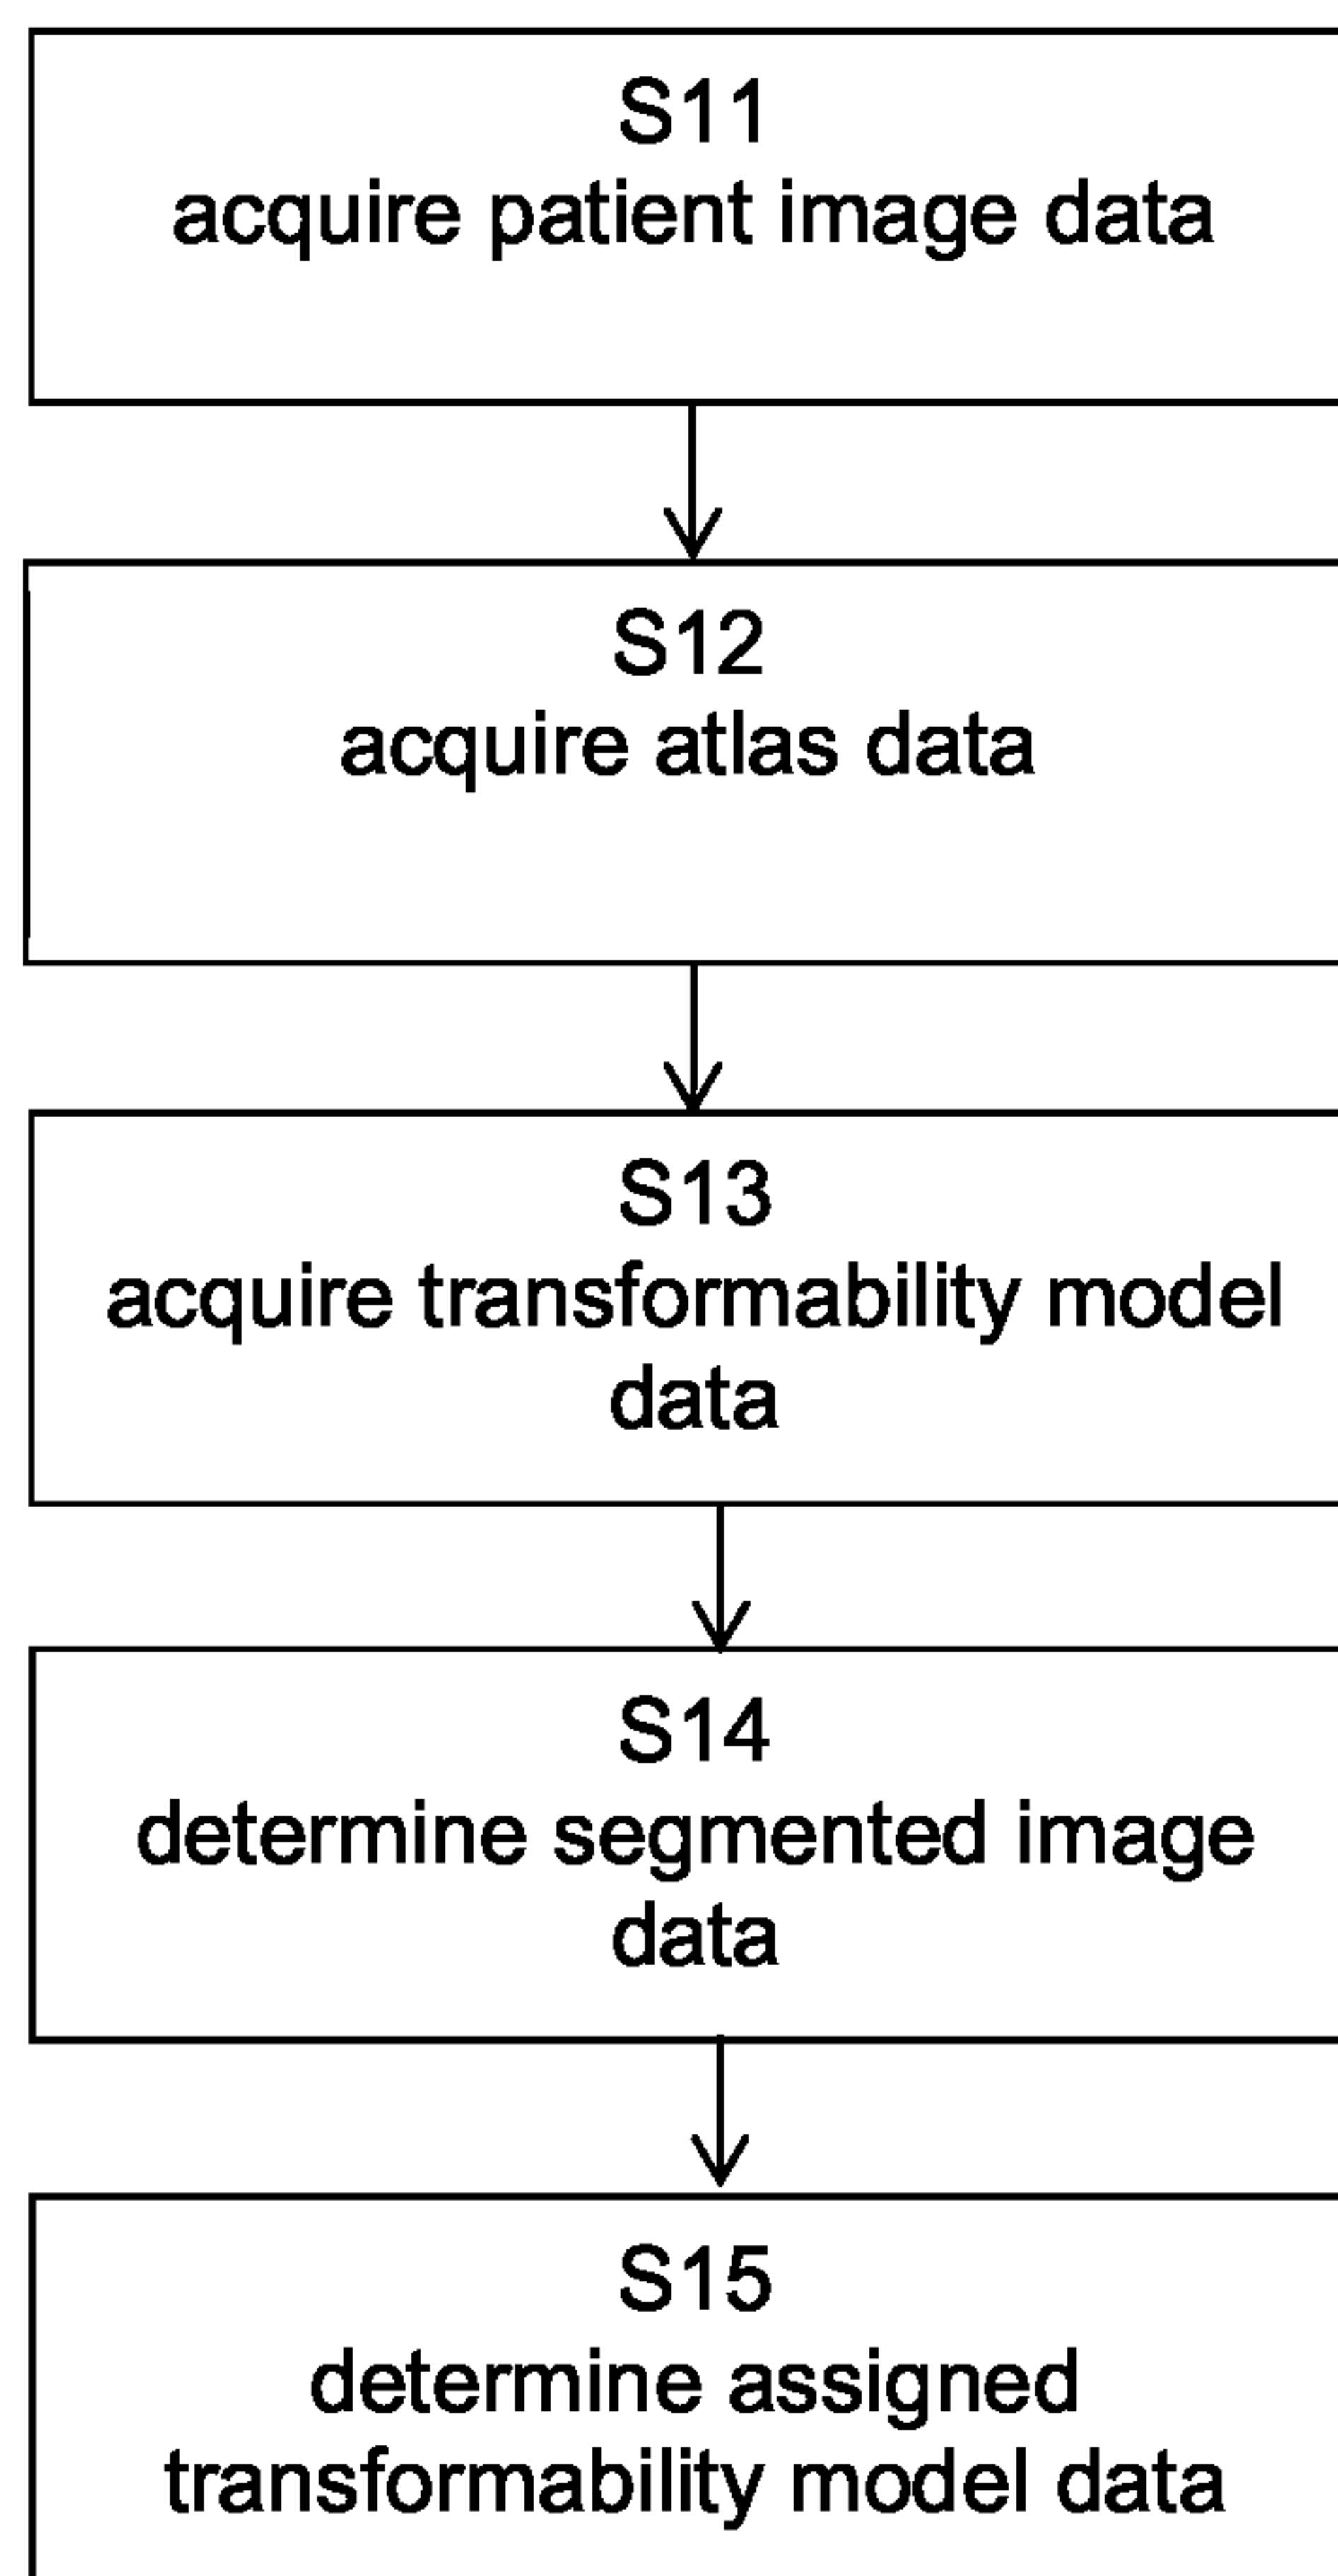 S11
acquire patient image data
S12
acquire atlas data
S13
acquire transformability model
data
S14
determine segmented image
data
S15
determine assigned
transformability model data